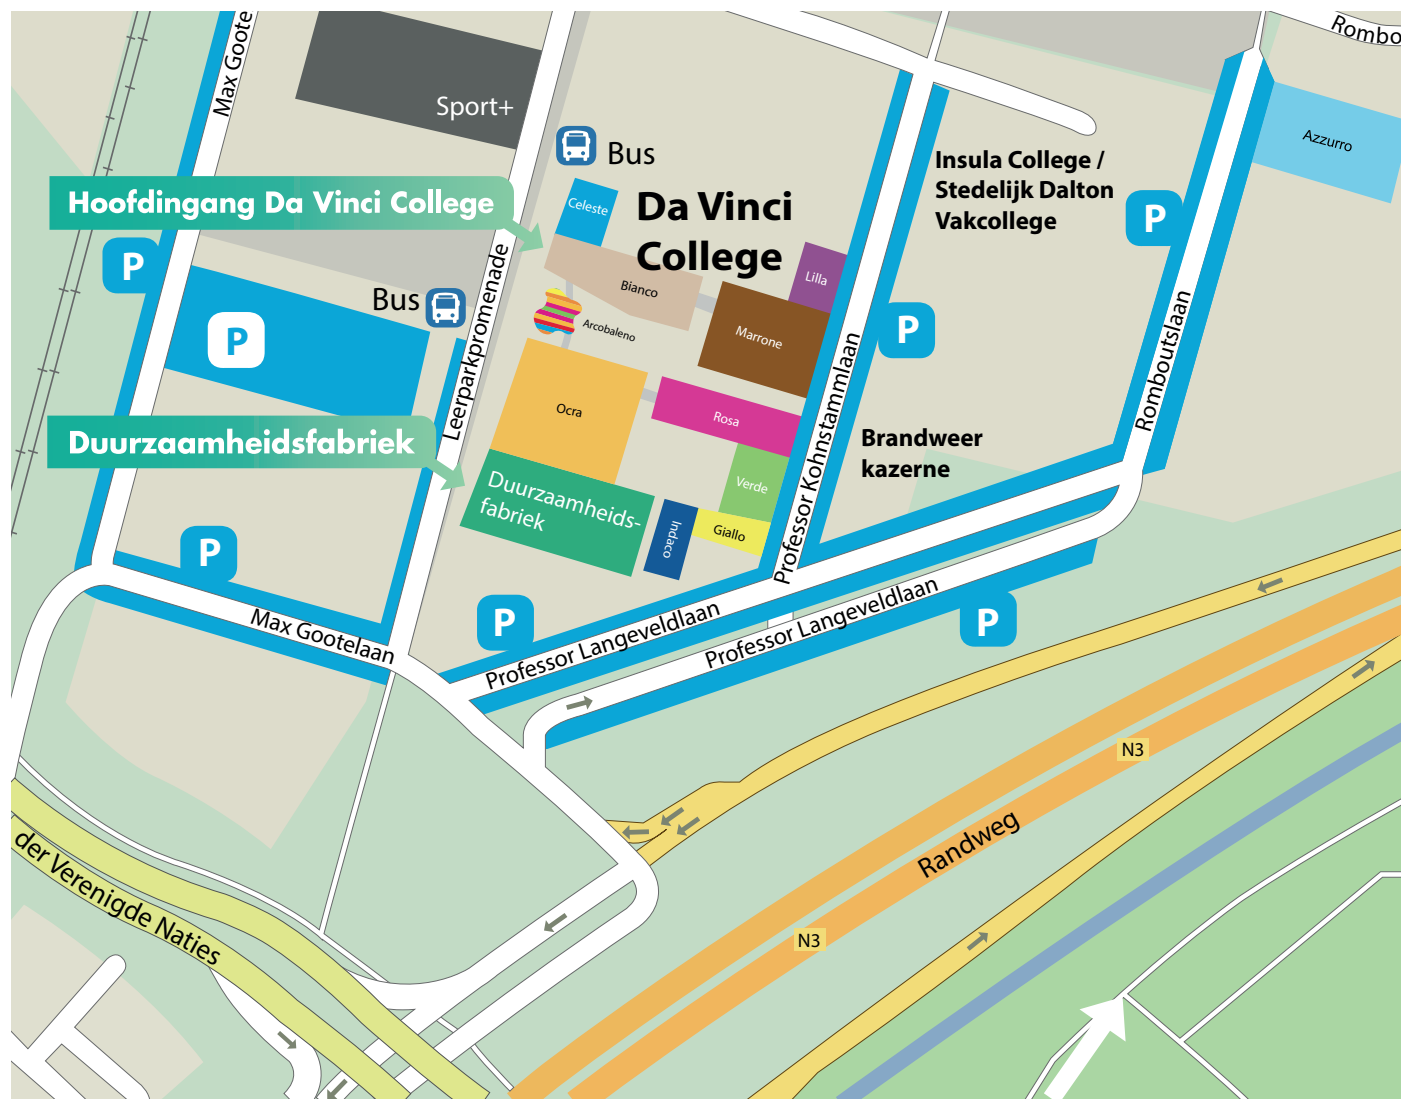 Max Goote
Rombo
Sport+
Bus
Azzurro
Insula College /
Stedelijk Dalton
Vakcollege
Hoofdingang Da Vinci College
Celeste
Da Vinci
College
P
P
Lilla
Bianco
Bus
P
P
Arcobaleno
Marrone
Leerparkpromenade
Professor Kohnstammlaan
Romboutslaan
Ocra
Rosa
Duurzaamheidsfabriek
Brandweer
kazerne
Duurzaamheids-
fabriek
Verde
Indaco
Giallo
P
P
P
Max Gootelaan
Professor Langeveldlaan
Professor Langeveldlaan
N3
Randweg
N3
der Verenigde Naties